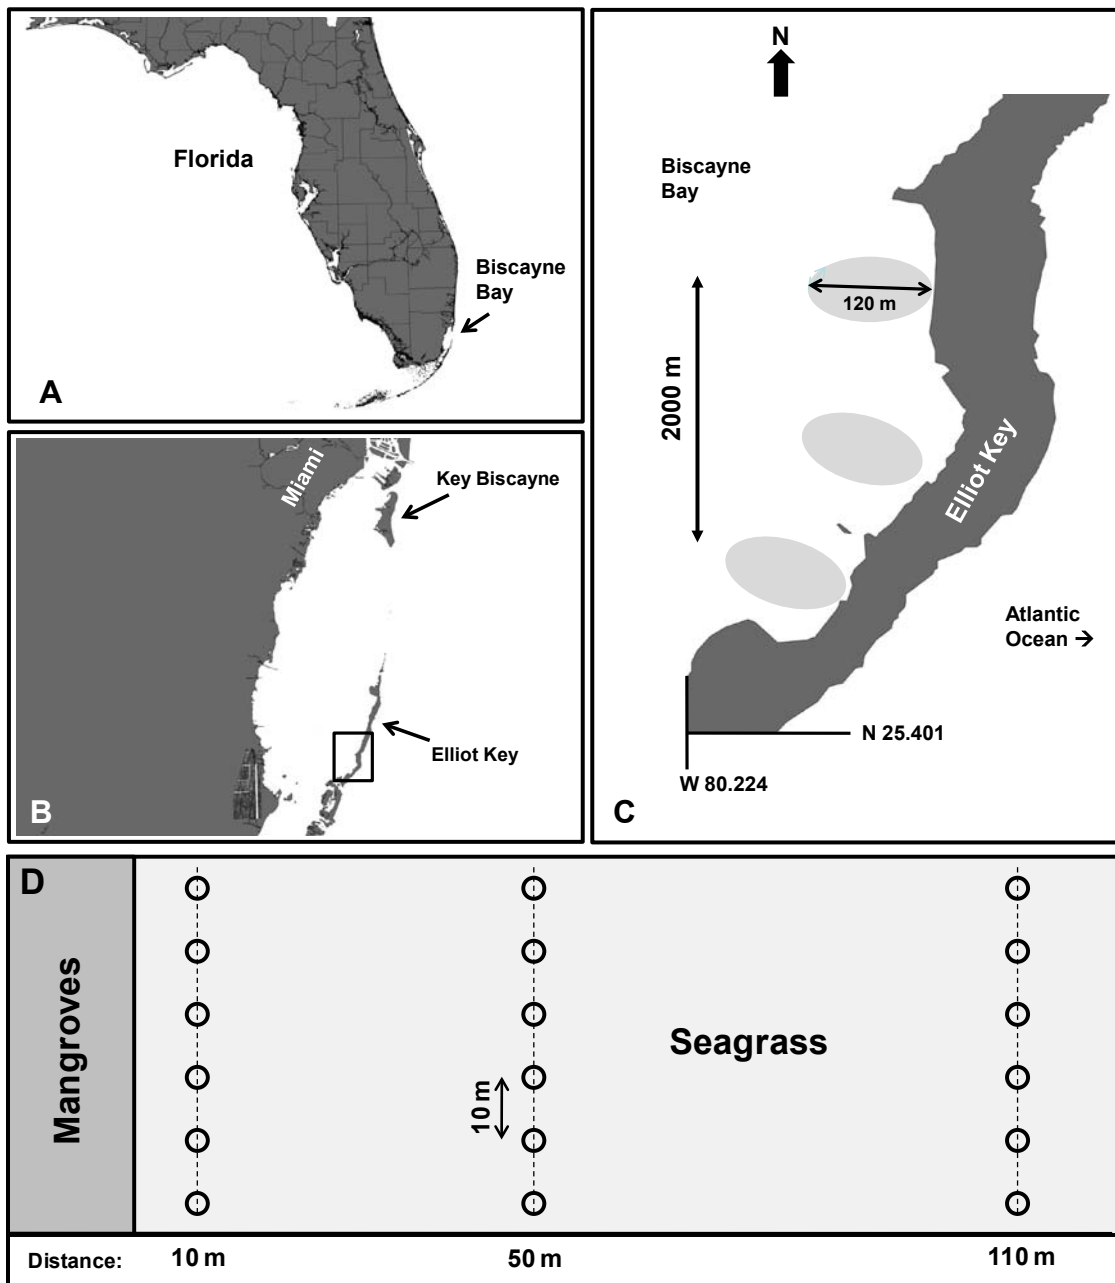 Florida
Biscayne
Bay
A
Miami
Key Biscayne
Elliot Key
B
N
Biscayne
Bay
120 m
2000 m
Elliot Key
Atlantic
Ocean →
N 25.401
W 80.224
C
D
Mangroves
Seagrass
10 m
Distance:
10 m
50 m
110 m